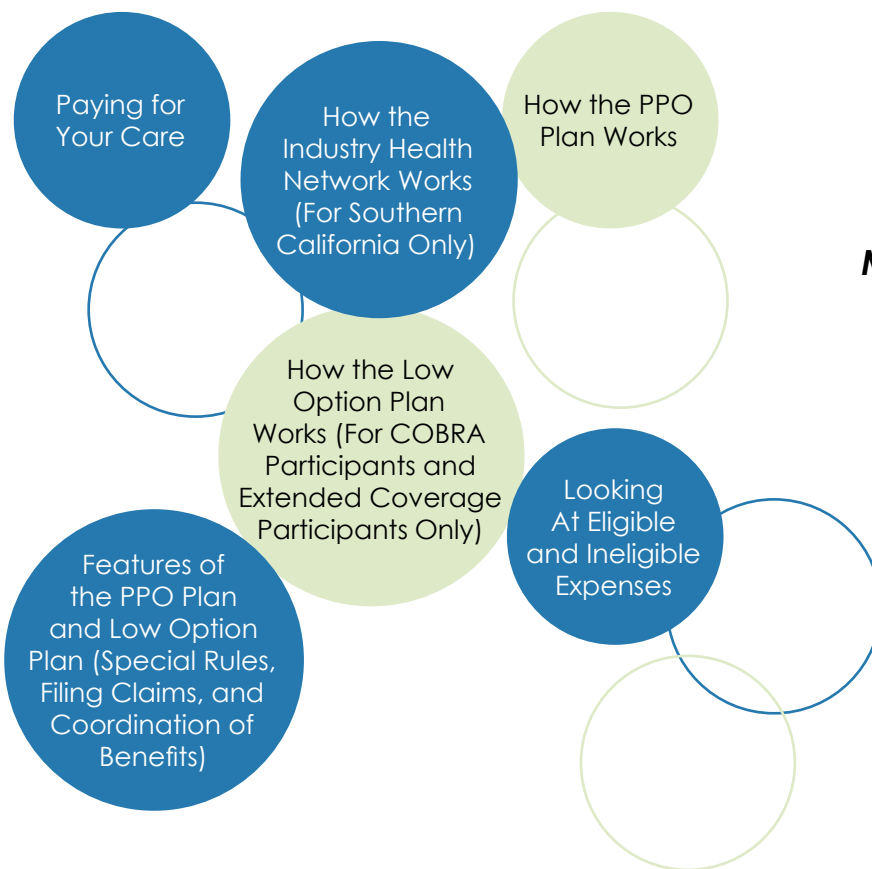 Paying for
Your Care
How the
Industry Health
Network Works
(For Southern
California Only)
How the PPO
Plan Works
M
How the Low
Option Plan
Works (For COBRA
Participants and
Extended Coverage
Participants Only)
Looking
At Eligible
and Ineligible
Expenses
Features of
the PPO Plan
and Low Option
Plan (Special Rules,
Filing Claims, and
Coordination of
Benefits)